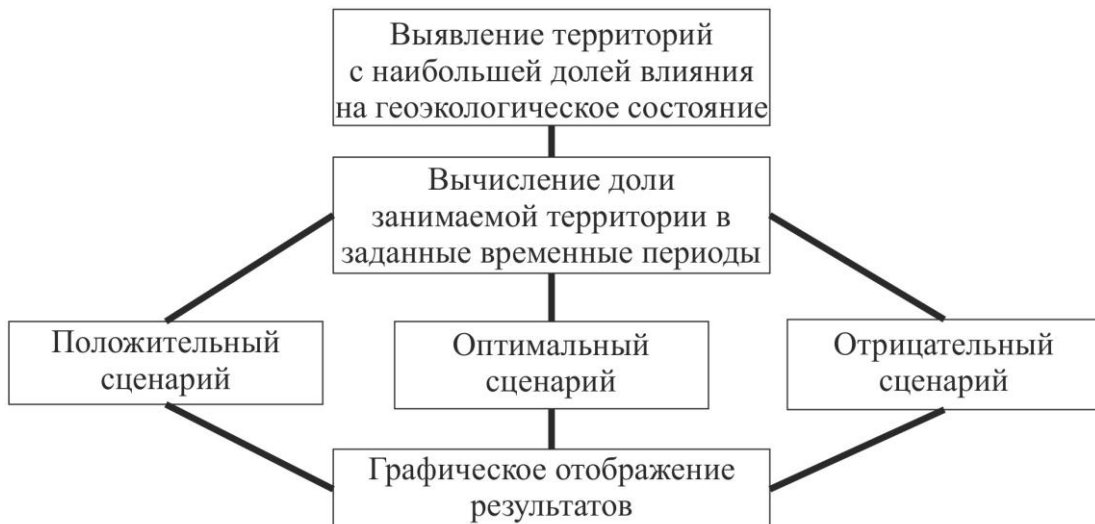 Выявление территорий
с наибольшей долей влияния
на геоэкологическое состояние
Вычисление доли
занимаемой территории в
заданные временные периоды
Положительный
сценарий
Оптимальный
сценарий
Отрицательный
сценарий
Графическое отображение
результатов